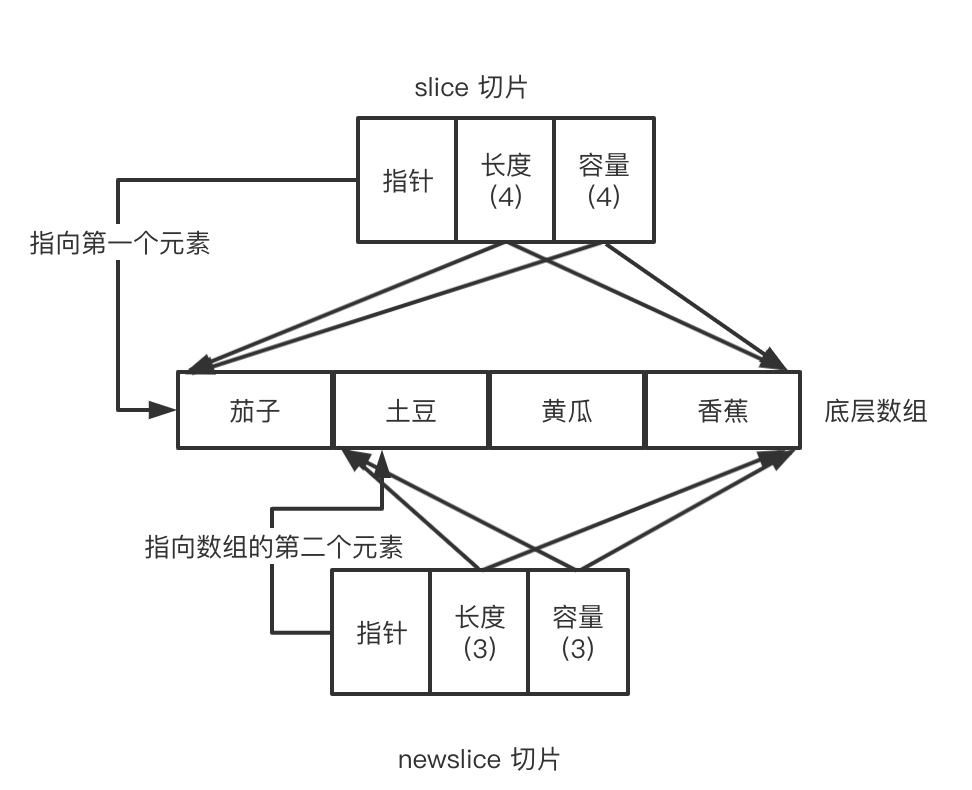 slice 切片
指针
长度
(4)
容量
(4)
指向第一个元素
茄子
土豆
黄瓜
香蕉
底层数组
指向数组的第二个元素
指针
长度
(3)
容量
(3)
newslice 切片